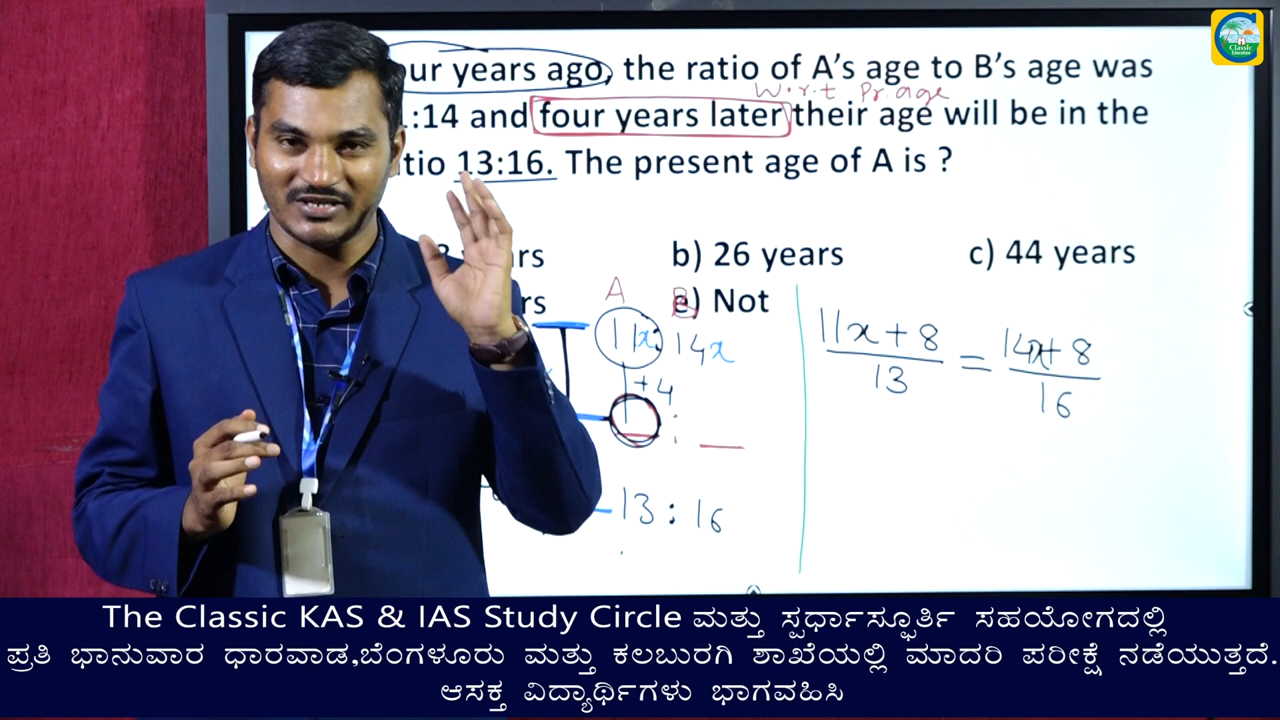 our years ago, the ratio of A's age to B's age was
w.r.t Pr. age
:14 and four years later their age will be in the
tio 13:16. The present age of A is ?
b) 26 years c) 44 years
e) Not
A B
11x : 14x
+4
:
13 : 16
11x + 8 / 13 = 14x + 8 / 16
Classic
Education
The Classic KAS & IAS Study Circle ಮತ್ತು ಸ್ಪರ್ಧಾಸ್ಫೂರ್ತಿ ಸಹಯೋಗದಲ್ಲಿ
ಪ್ರತಿ ಭಾನುವಾರ ಧಾರವಾಡ,ಬೆಂಗಳೂರು ಮತ್ತು ಕಲಬುರಗಿ ಶಾಖೆಯಲ್ಲಿ ಮಾದರಿ ಪರೀಕ್ಷೆ ನಡೆಯುತ್ತದೆ.
ಆಸಕ್ತ ವಿದ್ಯಾರ್ಥಿಗಳು ಭಾಗವಹಿಸಿ